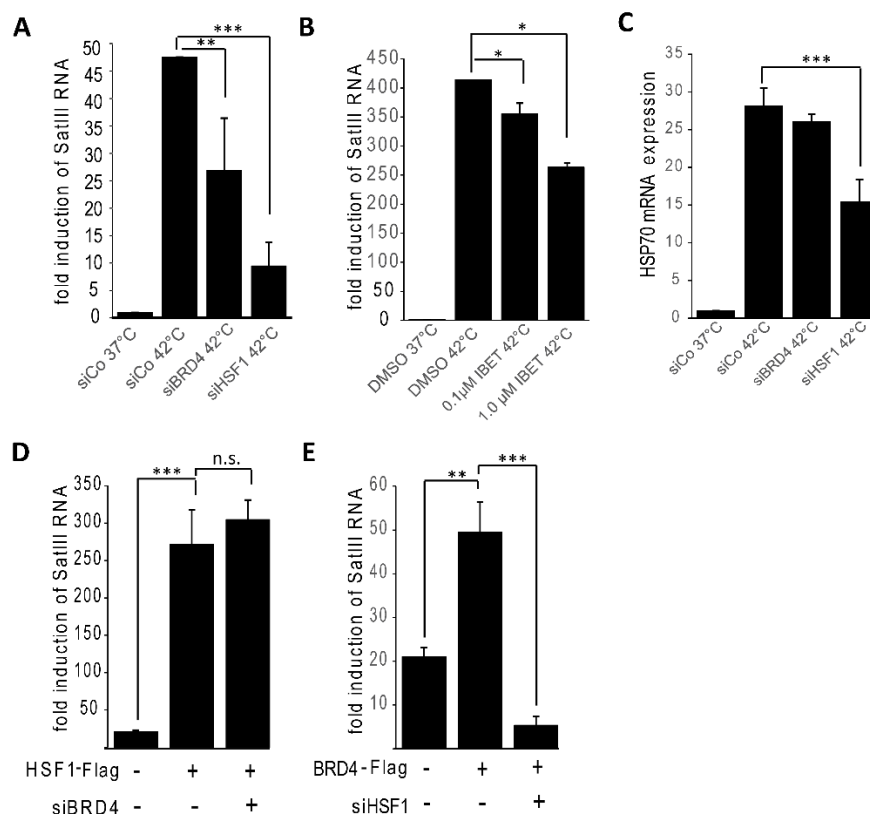 A
fold induction of SatIII RNA
50
45
40
35
30
25
20
15
10
5
0
***
**
siCo 37°C
siCo 42°C
siBRD4 42°C
siHSF1 42°C
B
fold induction of SatIII RNA
450
400
350
300
250
200
150
100
50
0
*
*
DMSO 37°C
DMSO 42°C
0.1µM IBET 42°C
1.0 µM IBET 42°C
C
HSP70 mRNA expression
35
30
25
20
15
10
5
0
***
siCo 37°C
siCo 42°C
siBRD4 42°C
siHSF1 42°C
D
fold induction of SatIII RNA
350
300
250
200
150
100
50
***
n.s.
HSF1-Flag - + +
siBRD4 - - +
E
fold induction of SatIII RNA
60
50
40
30
20
10
**
***
BRD4-Flag - + +
siHSF1 - - +